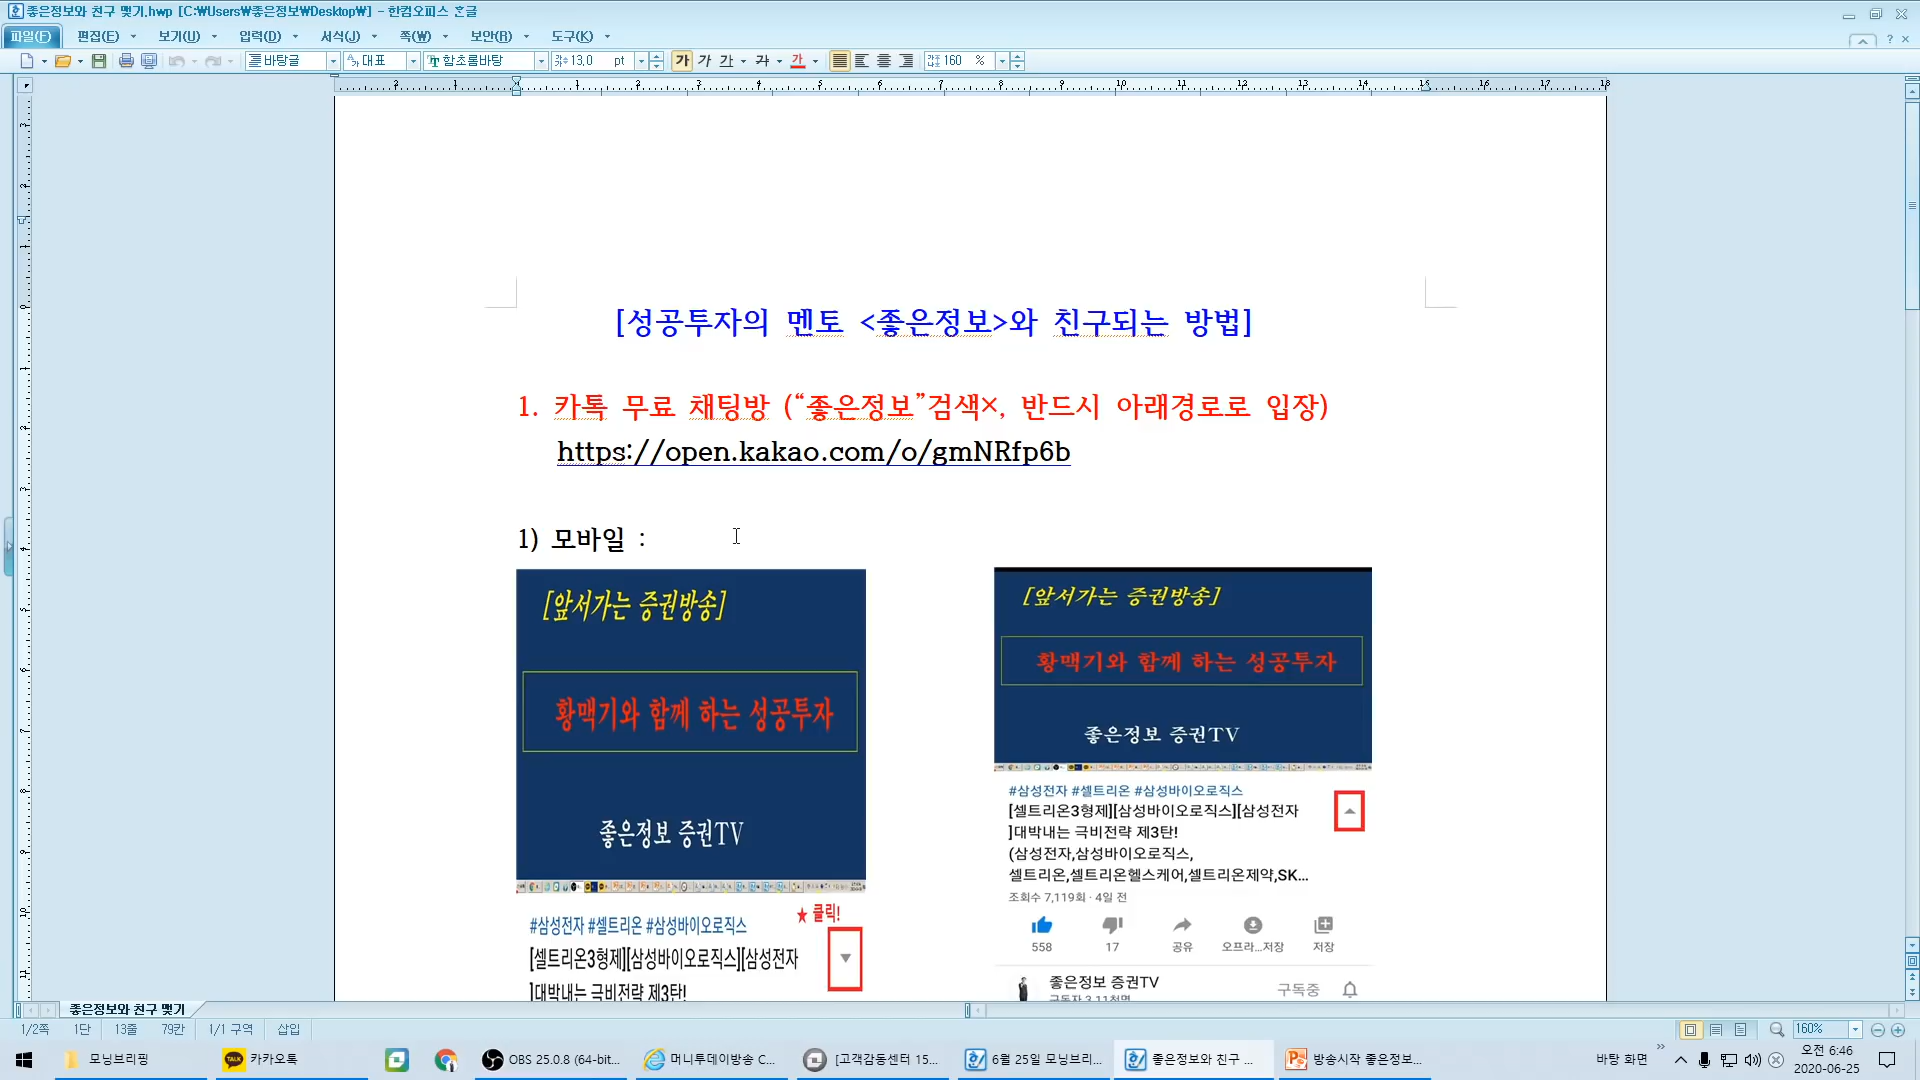 좋은정보와 친구 맺기.hwp [C:₩Users₩좋은정보₩Desktop₩] - 한컴오피스 흔글
파일(F) 편집(E) 보기(U) 입력(D) 서식(J) 쪽(W) 보안(R) 도구(K)
바탕글 대표 함초롬바탕 13,0 pt 가 가 가 가 가 160 %
[성공투자의 멘토 <좋은정보>와 친구되는 방법]
1. 카톡 무료 채팅방 (“좋은정보”검색×, 반드시 아래경로로 입장)
https://open.kakao.com/o/gmNRfp6b
1) 모바일 :
[앞서가는 증권방송]
황맥기와 함께 하는 성공투자
좋은정보 증권TV
★ 클릭!
#삼성전자 #셀트리온 #삼성바이오로직스
[셀트리온3형제][삼성바이오로직스][삼성전자
]대박내는 극비전략 제3탄!
[앞서가는 증권방송]
황맥기와 함께 하는 성공투자
좋은정보 증권TV
#삼성전자 #셀트리온 #삼성바이오로직스
[셀트리온3형제][삼성바이오로직스][삼성전자
]대박내는 극비전략 제3탄!
(삼성전자,삼성바이오로직스,
셀트리온,셀트리온헬스케어,셀트리온제약,SK...
조회수 7,119회 · 4일 전
558 17 공유 오프라...저장 저장
좋은정보 증권TV
구독자 3.11천명
구독중
좋은정보와 친구 맺기
1/2쪽 1단 13줄 79칸 1/1 구역 삽입
160%
모닝브리핑 카카오톡 OBS 25.0.8 (64-bit... 머니투데이방송 C... [고객감동센터 15... 6월 25일 모닝브리... 좋은정보와 친구 ... 방송시작 좋은정보...
바탕 화면
오전 6:46
2020-06-25